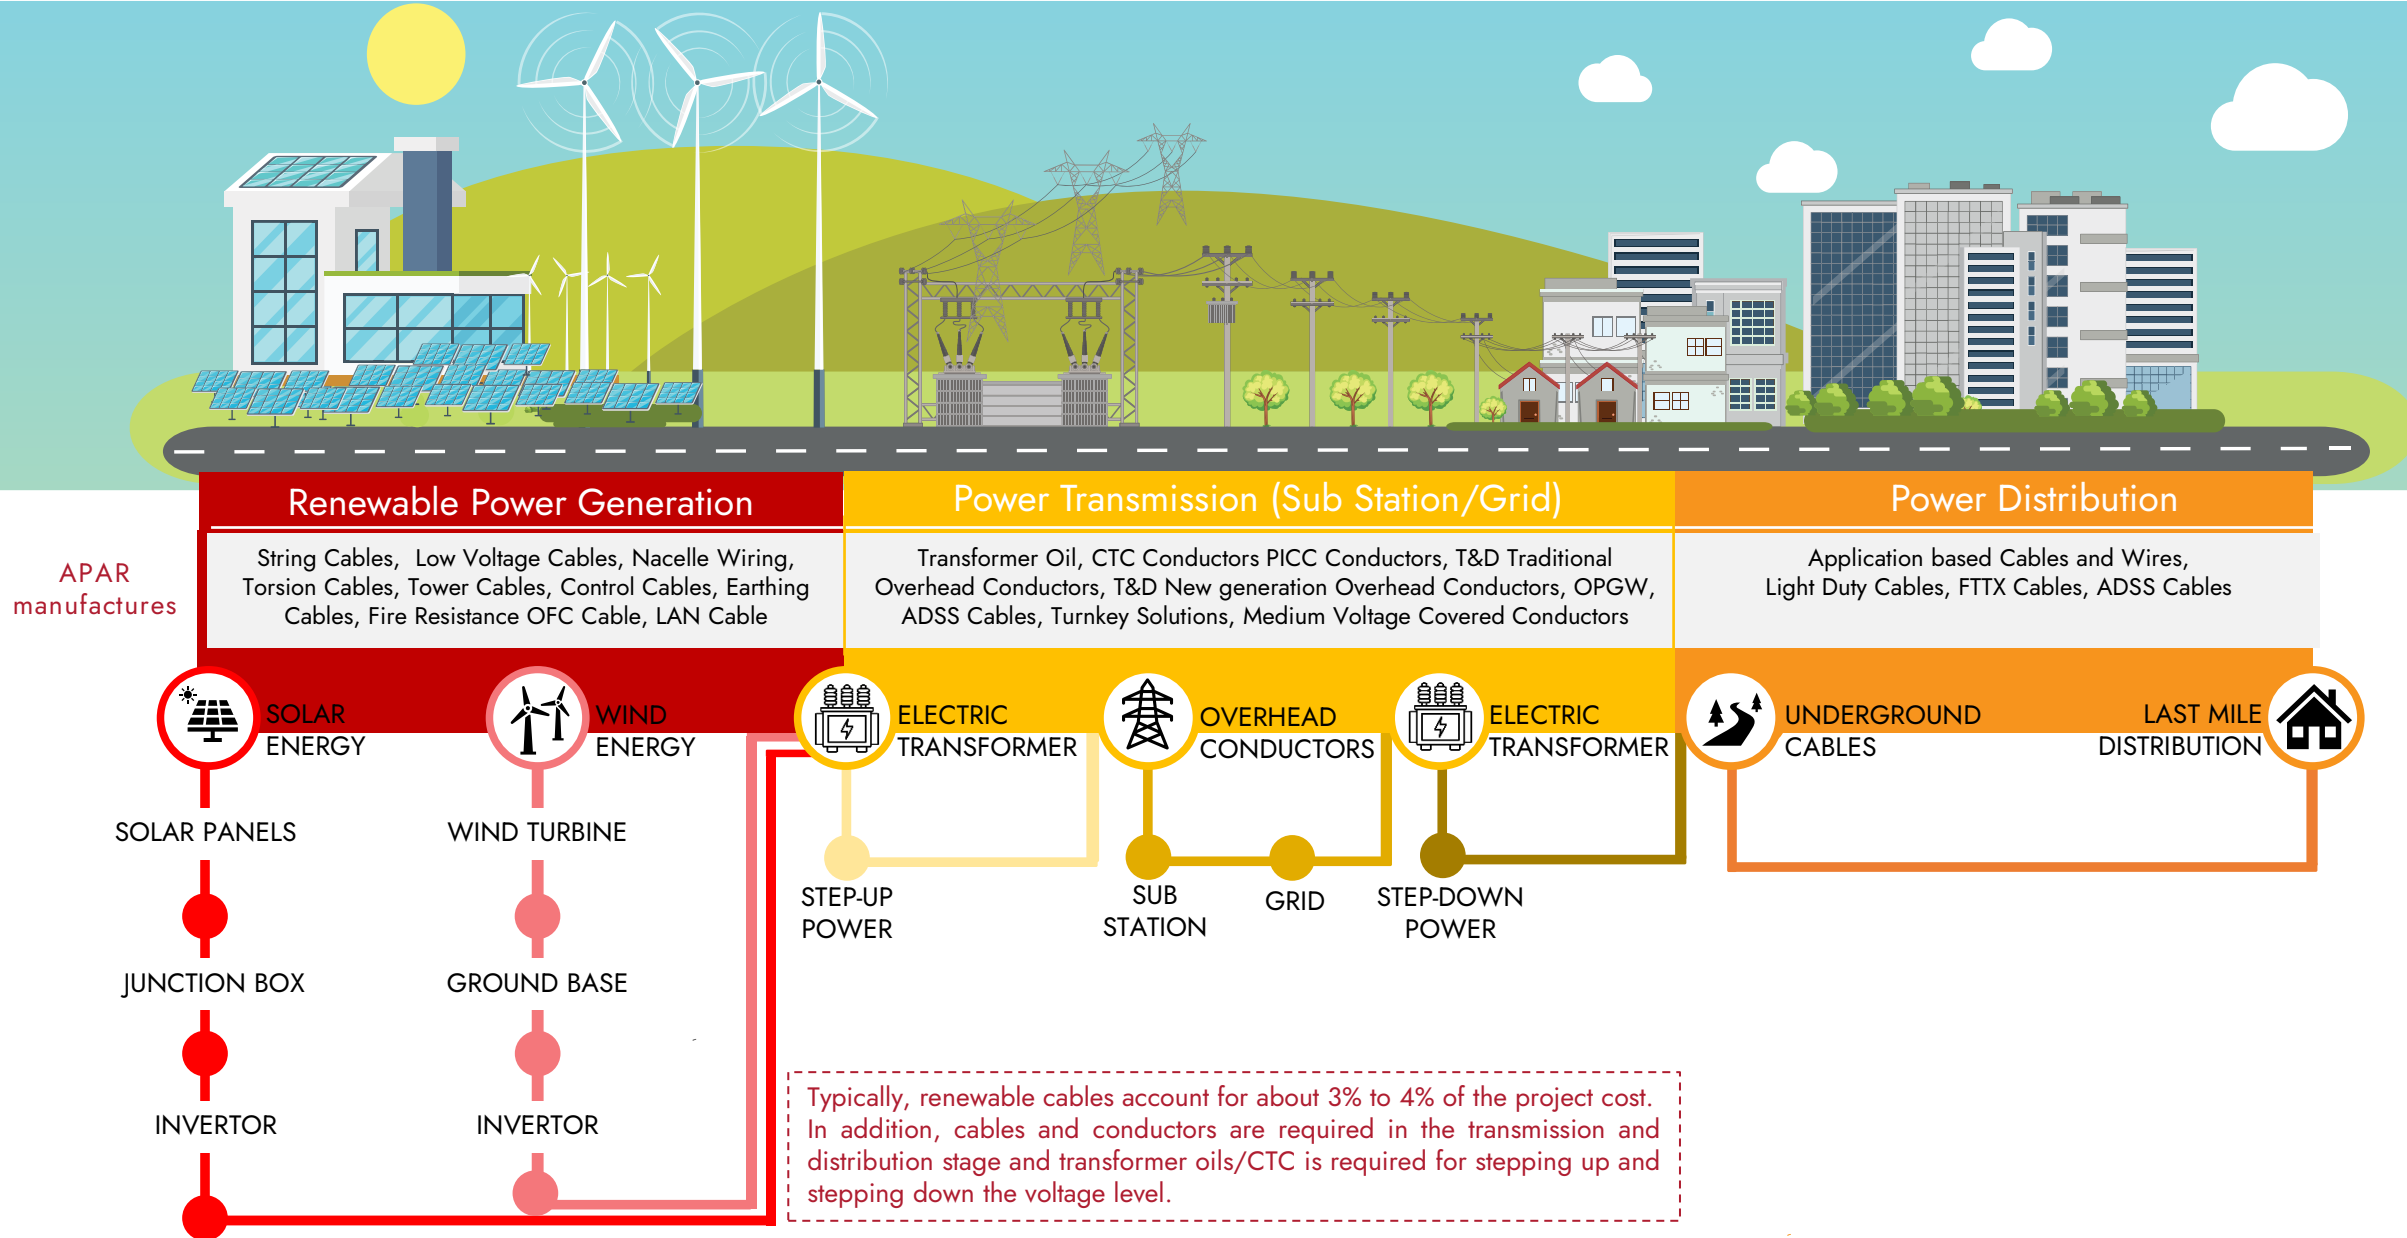 Renewable Power Generation
Power Transmission (Sub Station/Grid)
Power Distribution
APAR
manufactures
String Cables, Low Voltage Cables, Nacelle Wiring,
Torsion Cables, Tower Cables, Control Cables, Earthing
Cables, Fire Resistance OFC Cable, LAN Cable
Transformer Oil, CTC Conductors PICC Conductors, T&D Traditional
Overhead Conductors, T&D New generation Overhead Conductors, OPGW,
ADSS Cables, Turnkey Solutions, Medium Voltage Covered Conductors
Application based Cables and Wires,
Light Duty Cables, FTTX Cables, ADSS Cables
SOLAR
ENERGY
WIND
ENERGY
ELECTRIC
TRANSFORMER
OVERHEAD
CONDUCTORS
ELECTRIC
TRANSFORMER
UNDERGROUND
CABLES
LAST MILE
DISTRIBUTION
SOLAR PANELS
JUNCTION BOX
INVERTOR
WIND TURBINE
GROUND BASE
INVERTOR
STEP-UP
POWER
SUB
STATION
GRID
STEP-DOWN
POWER
Typically, renewable cables account for about 3% to 4% of the project cost.
In addition, cables and conductors are required in the transmission and
distribution stage and transformer oils/CTC is required for stepping up and
stepping down the voltage level.